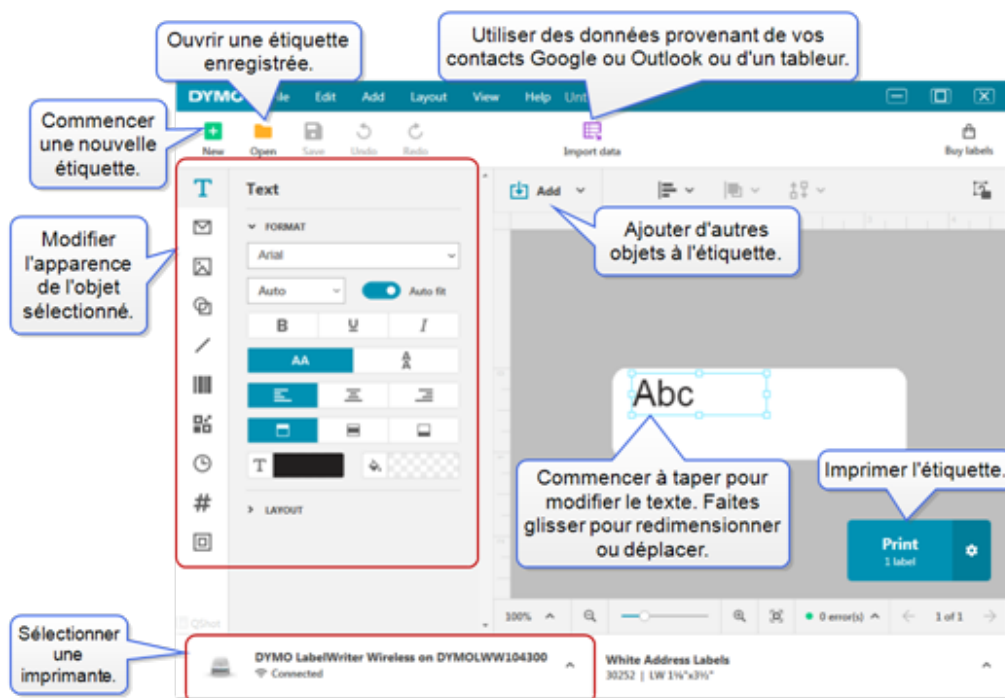 Ouvrir une étiquette
enregistrée.
Utiliser des données provenant de vos
contacts Google ou Outlook ou d'un tableur.
DYMO Edit Add Layout View Help
Commencer
une nouvelle
étiquette.
New Open Save Undo Redo Import data Buy labels
T Text
Add
FORMAT
Modifier
l'apparence
de l'objet
sélectionné.
Ajouter d'autres
objets à l'étiquette.
Arial
Auto Auto fit
B U I
AA A
A
Abc
T
#
LAYOUT
Commencer à taper pour
modifier le texte. Faites
glisser pour redimensionner
ou déplacer.
Imprimer l'étiquette.
Print
1 label
QShot
100% 0 error(s) 1 of 1
Sélectionner
une
imprimante.
DYMO LabelWriter Wireless on DYMOLWW104300
Connected
White Address Labels
30252 | LW 1⅛"x3½"